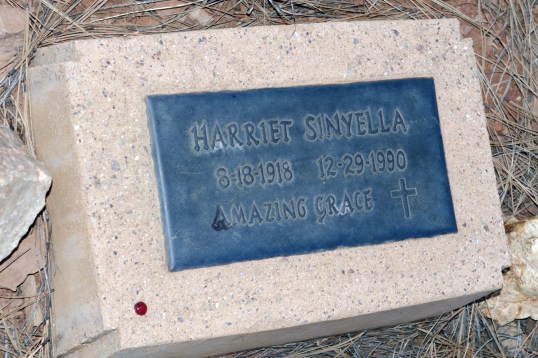 HARRIET SINYELLA
8-18-1918 12-29-1990
AMAZING GRACE